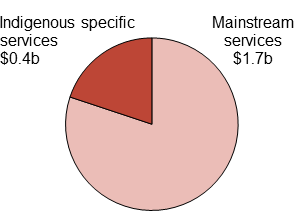 Indigenous specific
services
$0.4b
Mainstream
services
$1.7b